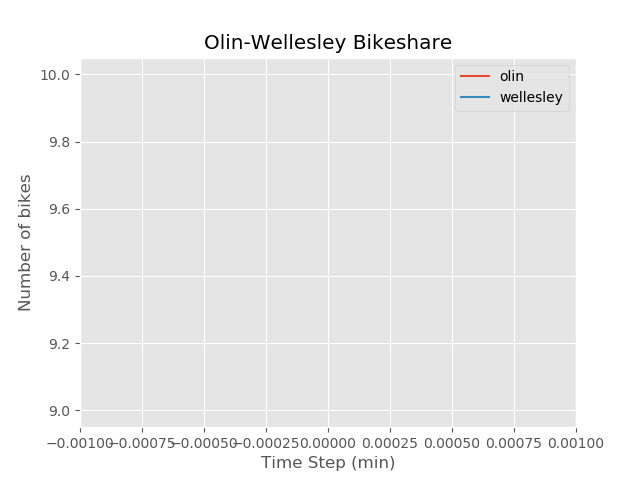 Olin-Wellesley Bikeshare
olin
wellesley
10.0
9.8
9.6
9.4
9.2
9.0
Number of bikes
−0.00100 −0.00075 −0.00050 −0.00025 0.00000 0.00025 0.00050 0.00075 0.00100
Time Step (min)